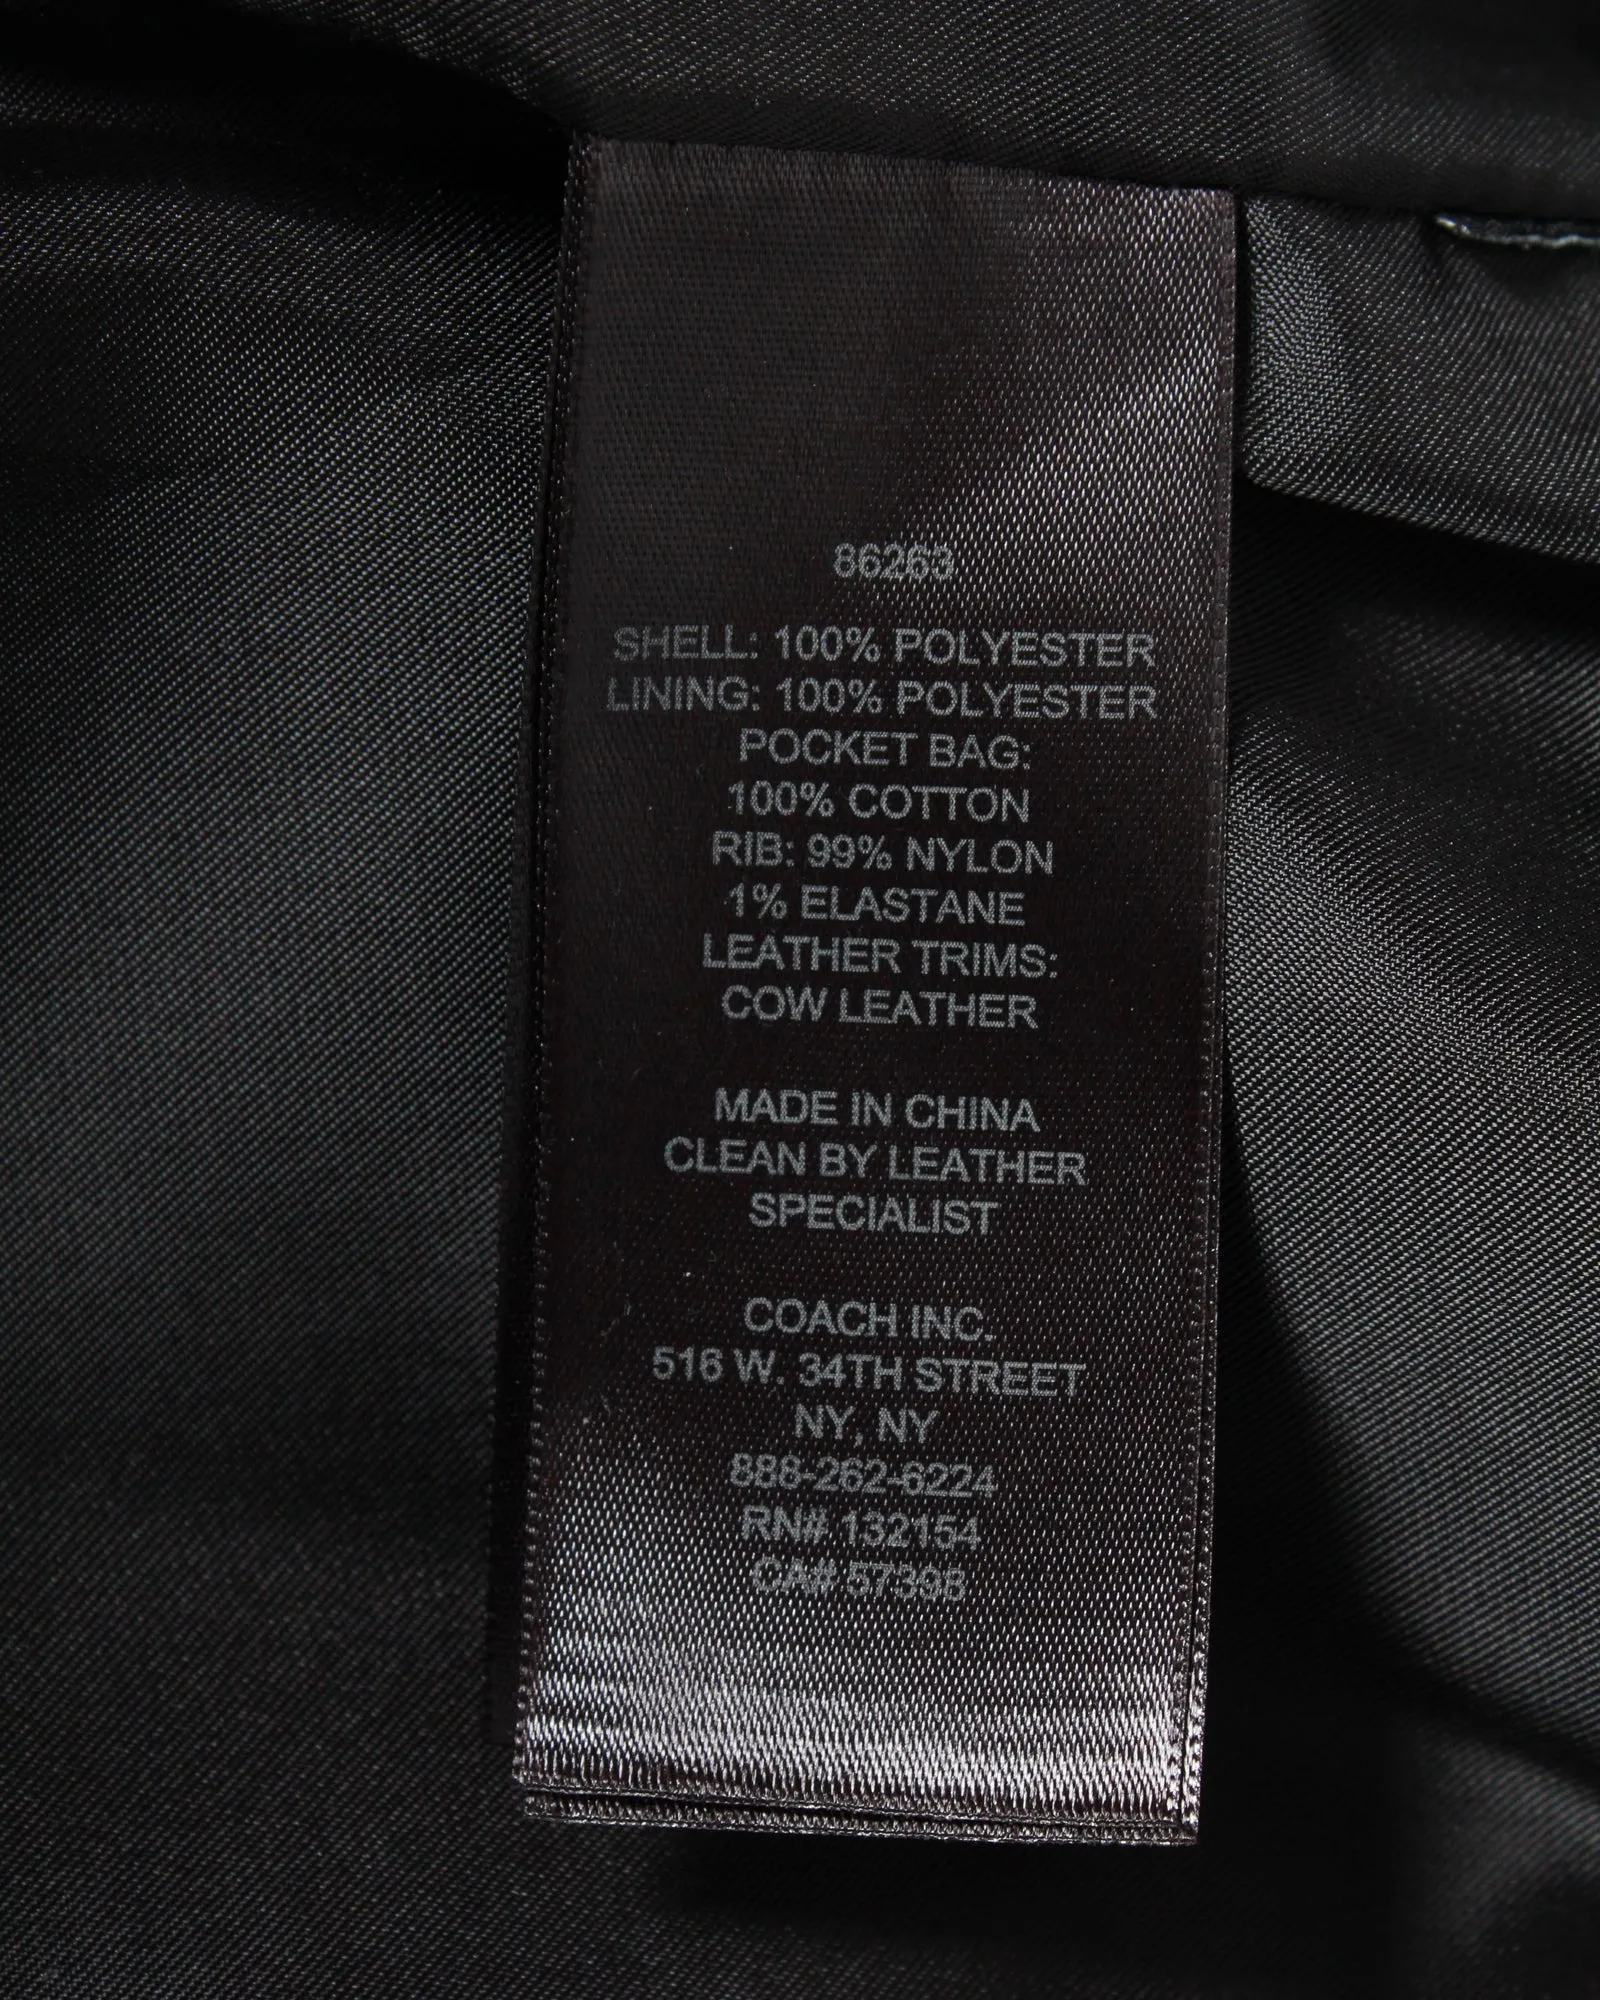 86263
SHELL: 100% POLYESTER
LINING: 100% POLYESTER
POCKET BAG:
100% COTTON
RIB: 99% NYLON
1% ELASTANE
LEATHER TRIMS:
COW LEATHER
MADE IN CHINA
CLEAN BY LEATHER
SPECIALIST
COACH INC.
516 W. 34TH STREET
NY, NY
888-262-6224
RN# 132154
CA# 57398